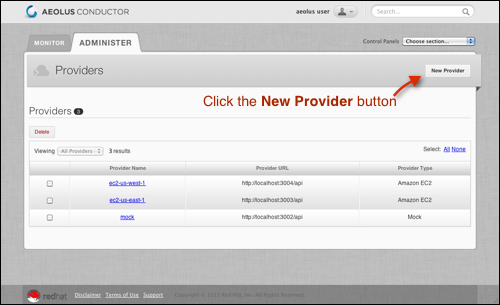 AEOLUS CONDUCTOR
aeolus user
Search...
MONITOR
ADMINISTER
Control Panels
Choose section...
Providers
New Provider
Click the New Provider button
Providers 3
Delete
Viewing -All Providers- 3 results
Select: All None
Provider Name Provider URL Provider Type
ec2-us-west-1 http://localhost:3004/api Amazon EC2
ec2-us-east-1 http://localhost:3003/api Amazon EC2
mock http://localhost:3002/api Mock
redhat Disclaimer Terms of Use Support Copyright © 2011 Red Hat, Inc. All Rights Reserved.